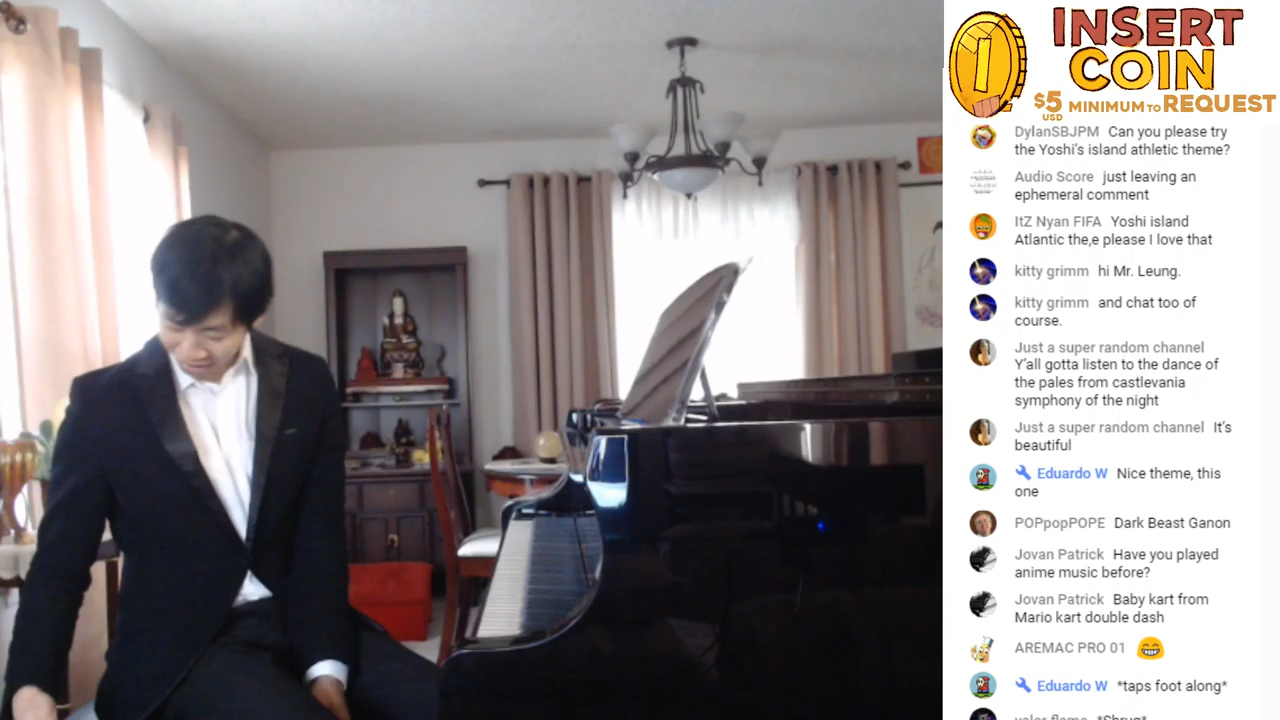 INSERT
COIN
$5 USD MINIMUM TO REQUEST
DylanSBJPM Can you please try
the Yoshi's island athletic theme?
Audio Score just leaving an
ephemeral comment
ItZ Nyan FIFA Yoshi island
Atlantic the,e please I love that
kitty grimm hi Mr. Leung.
kitty grimm and chat too of
course.
Just a super random channel
Y'all gotta listen to the dance of
the pales from castlevania
symphony of the night
Just a super random channel It's
beautiful
Eduardo W Nice theme, this
one
POPpopPOPE Dark Beast Ganon
Jovan Patrick Have you played
anime music before?
Jovan Patrick Baby kart from
Mario kart double dash
AREMAC PRO 01
Eduardo W *taps foot along*